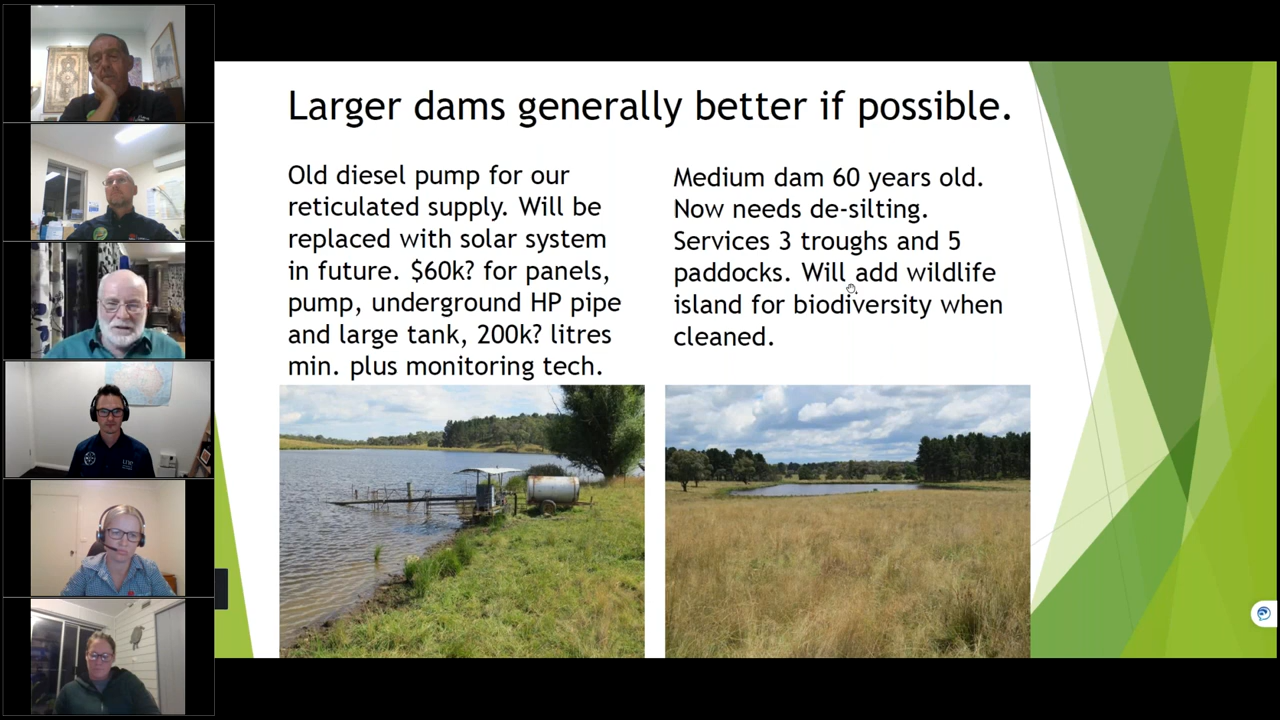 Larger dams generally better if possible.
Old diesel pump for our
reticulated supply. Will be
replaced with solar system
in future. $60k? for panels,
pump, underground HP pipe
and large tank, 200k? litres
min. plus monitoring tech.
Medium dam 60 years old.
Now needs de-silting.
Services 3 troughs and 5
paddocks. Will add wildlife
island for biodiversity when
cleaned.